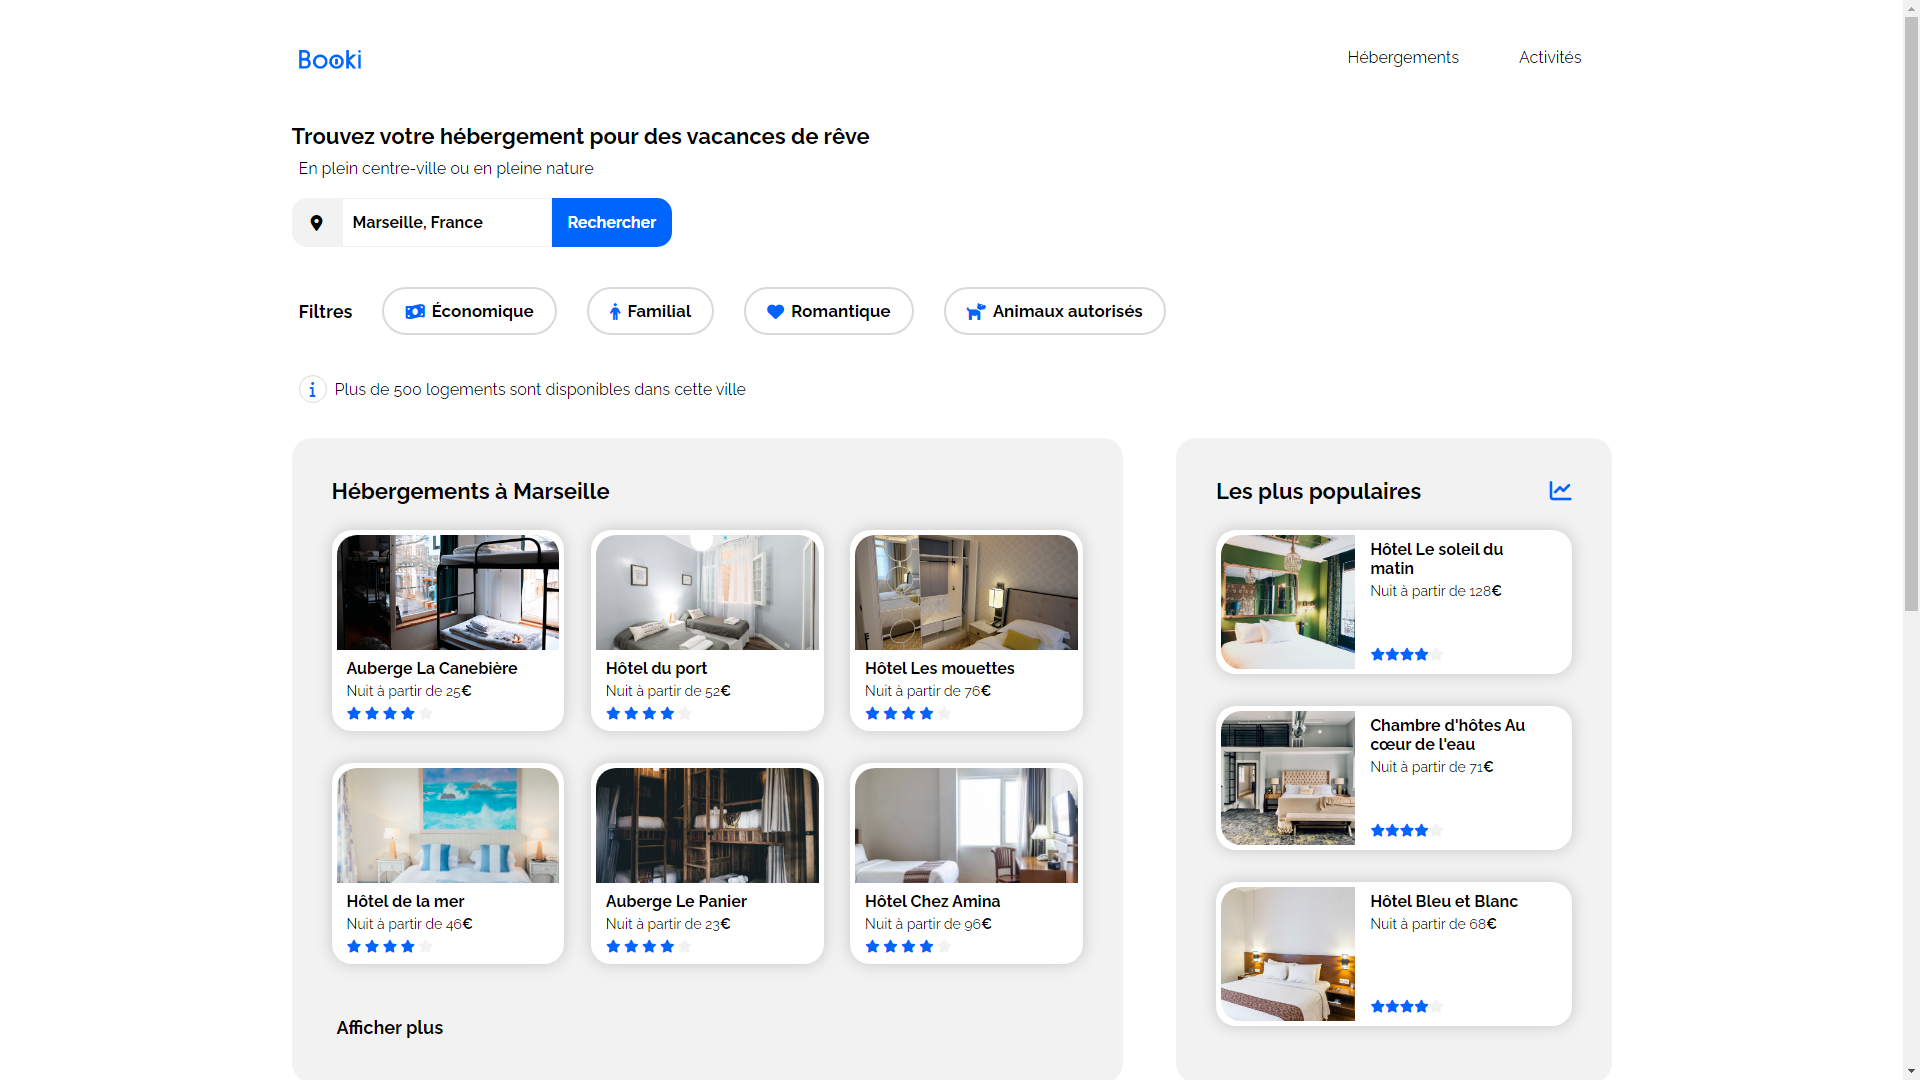 Booki
Hébergements
Activités
Trouvez votre hébergement pour des vacances de rêve
En plein centre-ville ou en pleine nature
Marseille, France
Rechercher
Filtres
Économique
Familial
Romantique
Animaux autorisés
Plus de 500 logements sont disponibles dans cette ville
Hébergements à Marseille
Auberge La Canebière
Nuit à partir de 25€
Hôtel du port
Nuit à partir de 52€
Hôtel Les mouettes
Nuit à partir de 76€
Hôtel de la mer
Nuit à partir de 46€
Auberge Le Panier
Nuit à partir de 23€
Hôtel Chez Amina
Nuit à partir de 96€
Afficher plus
Les plus populaires
Hôtel Le soleil du
matin
Nuit à partir de 128€
Chambre d'hôtes Au
cœur de l'eau
Nuit à partir de 71€
Hôtel Bleu et Blanc
Nuit à partir de 68€